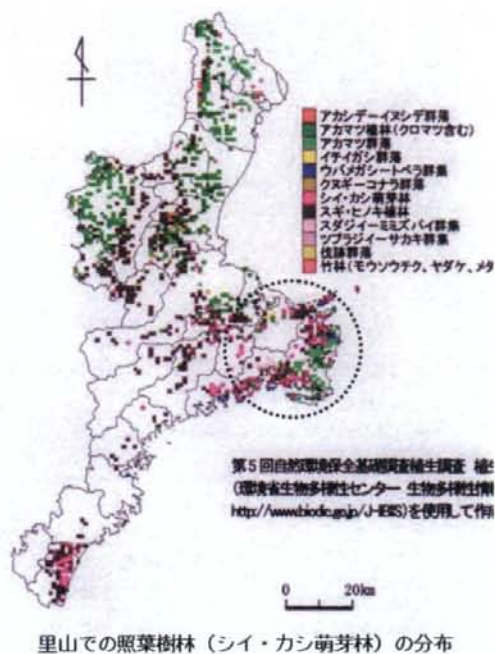 アカシデーイヌシデ群落
アカマツ植林(クロマツ含む)
アカマツ群落
イチイガシ群落
ウバメガシートベラ群集
クヌギーコナラ群落
シイ・カシ萌芽林
スギ・ヒノキ植林
スダジイーミミズバイ群集
ツブラジイーサカキ群集
伐跡群落
竹林(モウソウチク、ヤダケ、メダ
第5回自然環境保全基礎調査植生調査
(環境省生物多様性センター 生物多様性情報
http://www.biodic.go.jp/J-IBIS)を使用して作成
0 20km
里山での照葉樹林（シイ・カシ萌芽林）の分布